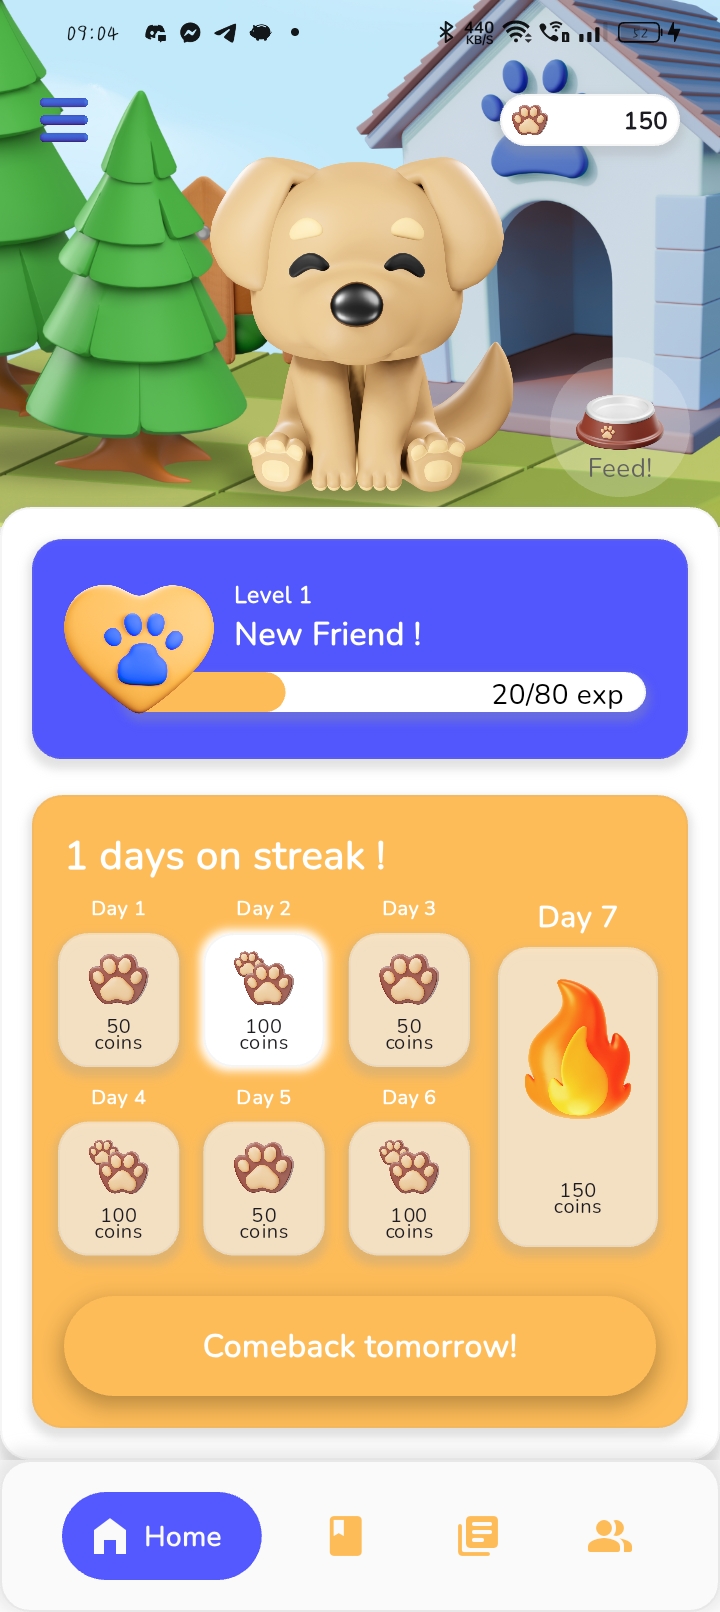 09:04
440
KB/S
52
150
Feed!
Level 1
New Friend !
20/80 exp
1 days on streak !
Day 1
Day 2
Day 3
Day 7
50
coins
100
coins
50
coins
150
coins
Day 4
Day 5
Day 6
100
coins
50
coins
100
coins
Comeback tomorrow!
Home